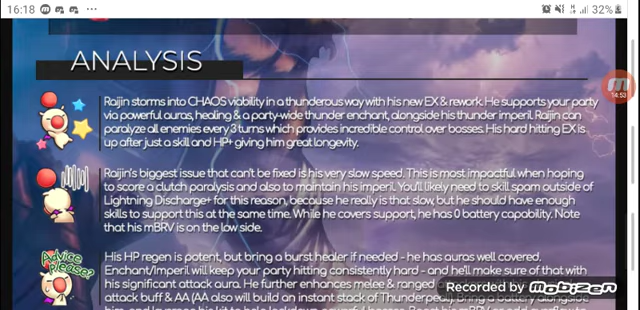 16:18
32%
14:53
ANALYSIS
Raijin storms into CHAOS viability in a thunderous way with his new EX & rework. He supports your party
via powerful auras, healing & a party-wide thunder enchant, alongside his thunder imperil. Raijin can
paralyze all enemies every 3 turns which provides incredible control over bosses. His hard hitting EX is
up after just a skill and HP+ giving him great longevity.
Raijin's biggest issue that can't be fixed is his very slow speed. This is most impactful when hoping
to score a clutch paralysis and also to maintain his imperil. You'll likely need to skill spam outside of
Lightning Discharge+ for this reason, because he really is that slow, but he should have enough
skills to support this at the same time. While he covers support, he has 0 battery capability. Note
that his mBRV is on the low side.
Advice Please?
His HP regen is potent, but bring a burst healer if needed - he has auras well covered.
Enchant/Imperil will keep your party hitting consistently hard - and he'll make sure of that with
his significant attack aura. He further enhances melee & ranged
attack buff & AA (AA also will build an instant stack of Thunderpeal). Bring a battery alongside
Recorded by Mobizen